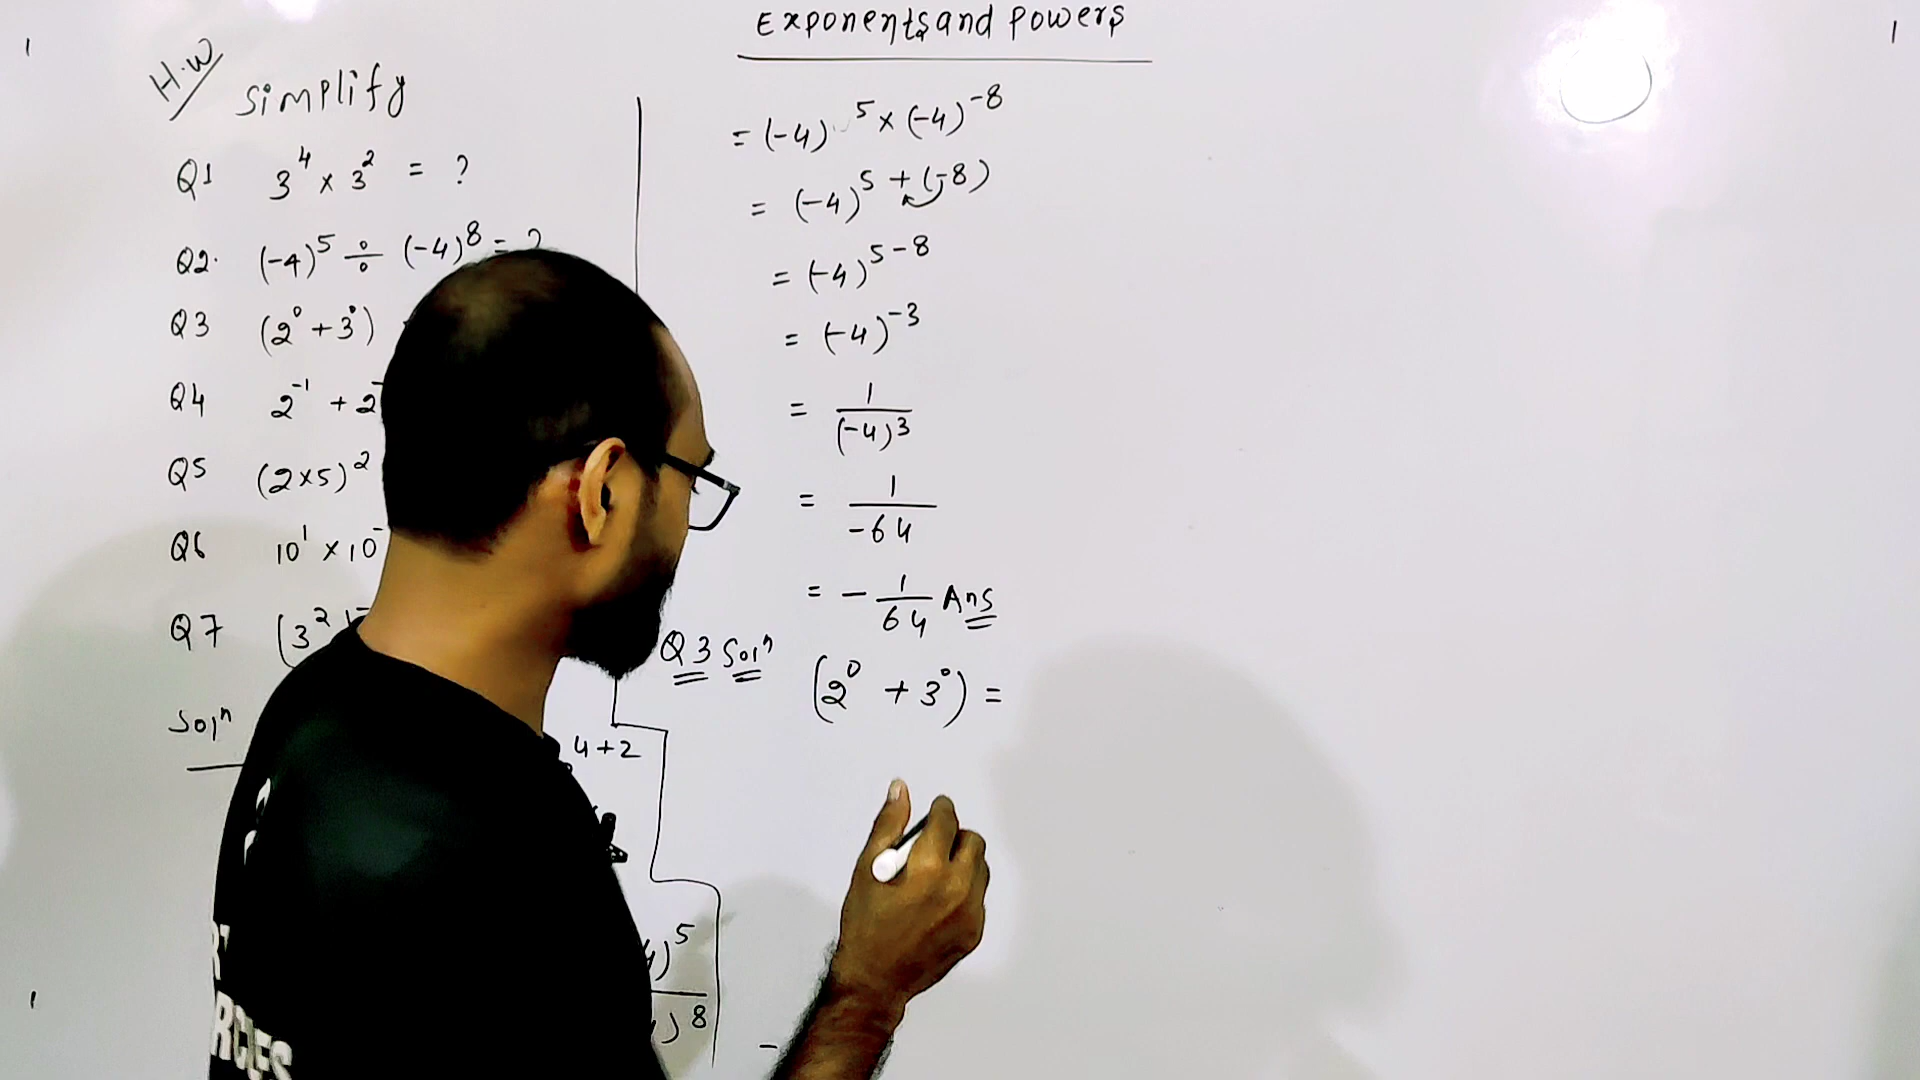 Exponents and Powers
H.W
Simplify
Q1 3⁴ × 3² = ?
Q2. (-4)⁵ ÷ (-4)⁸ = ?
Q3 (2⁰ + 3⁰)
Q4 2⁻¹ + 2⁻
Q5 (2×5)²
Q6 10¹ × 10⁻
Q7 (3²
Solⁿ
4+2
)⁵
)⁸
= (-4)⁵ × (-4)⁻⁸
= (-4)⁵ ⁺ ⁽⁻⁸⁾
= (-4)⁵⁻⁸
= (-4)⁻³
= 1/(-4)³
= 1/-64
= - 1/64 Ans
Q3 Solⁿ (2⁰ + 3⁰) =